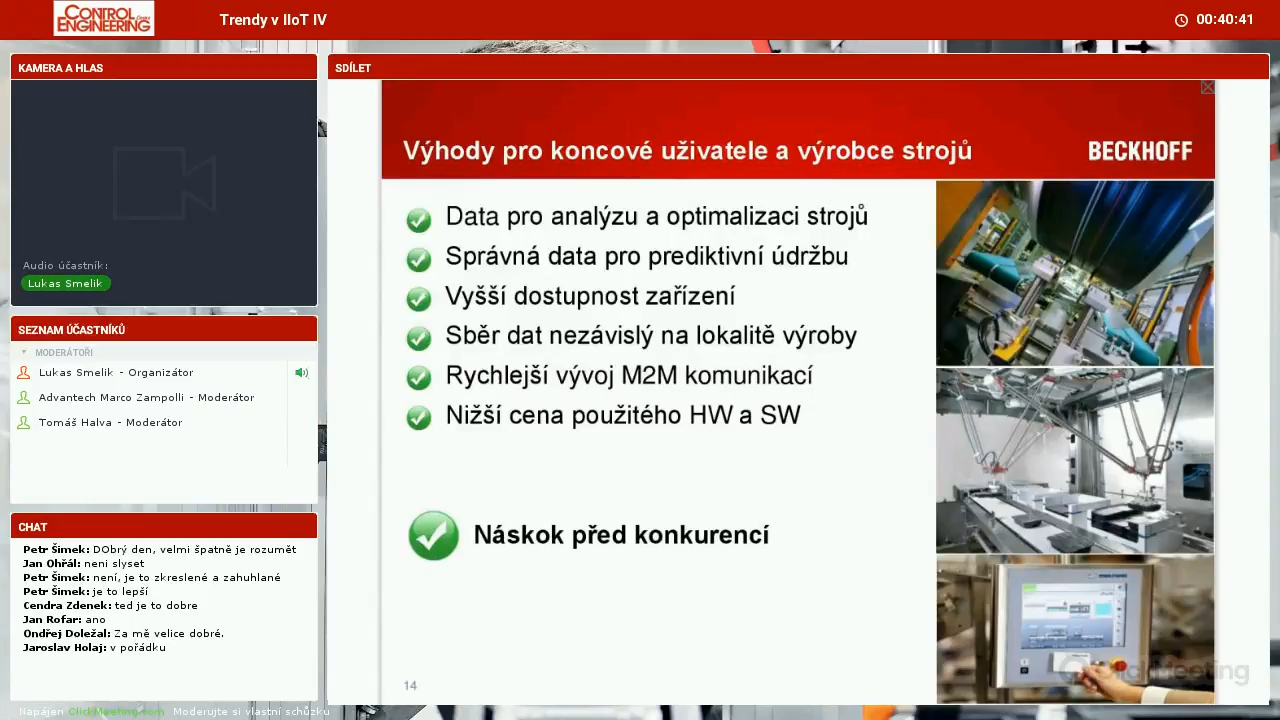 CONTROL
ENGINEERING
Trendy v IIoT IV
00:40:41
KAMERA A HLAS
Audio účastník:
Lukas Smelik
SEZNAM ÚČASTNÍKŮ
MODERÁTOŘI
Lukas Smelik - Organizátor
Advantech Marco Zampolli - Moderátor
Tomáš Halva - Moderátor
CHAT
Petr Šimek: DObrý den, velmi špatně je rozumět
Jan Ohřál: neni slyset
Petr Šimek: není, je to zkreslené a zahuhlané
Petr Šimek: je to lepší
Cendra Zdenek: ted je to dobre
Jan Rofar: ano
Ondřej Doležal: Za mě velice dobré.
Jaroslav Holaj: v pořádku
Napájen ClickMeeting.com Moderujte si vlastní schůzku
SDÍLET
Výhody pro koncové uživatele a výrobce strojů
BECKHOFF
Data pro analýzu a optimalizaci strojů
Správná data pro prediktivní údržbu
Vyšší dostupnost zařízení
Sběr dat nezávislý na lokalitě výroby
Rychlejší vývoj M2M komunikací
Nižší cena použitého HW a SW
Náskok před konkurencí
14
ClickMeeting